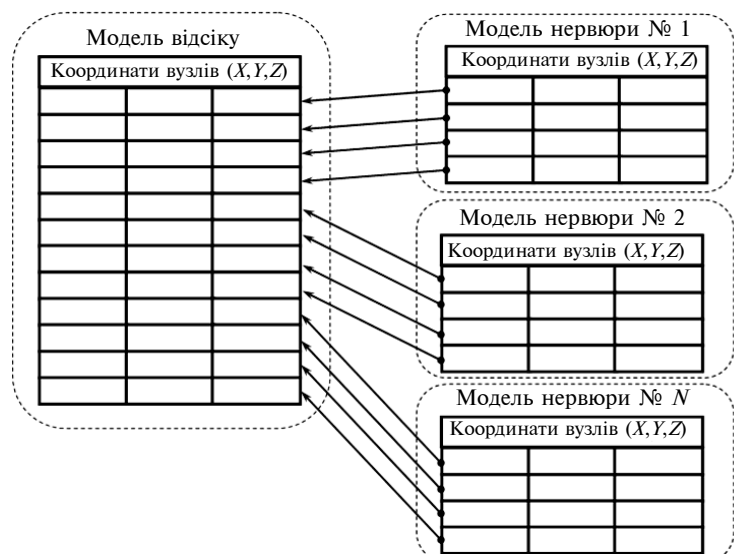 Модель відсіку
Координати вузлів (X,Y,Z)
Модель нервюри № 1
Координати вузлів (X,Y,Z)
Модель нервюри № 2
Координати вузлів (X,Y,Z)
Модель нервюри № N
Координати вузлів (X,Y,Z)